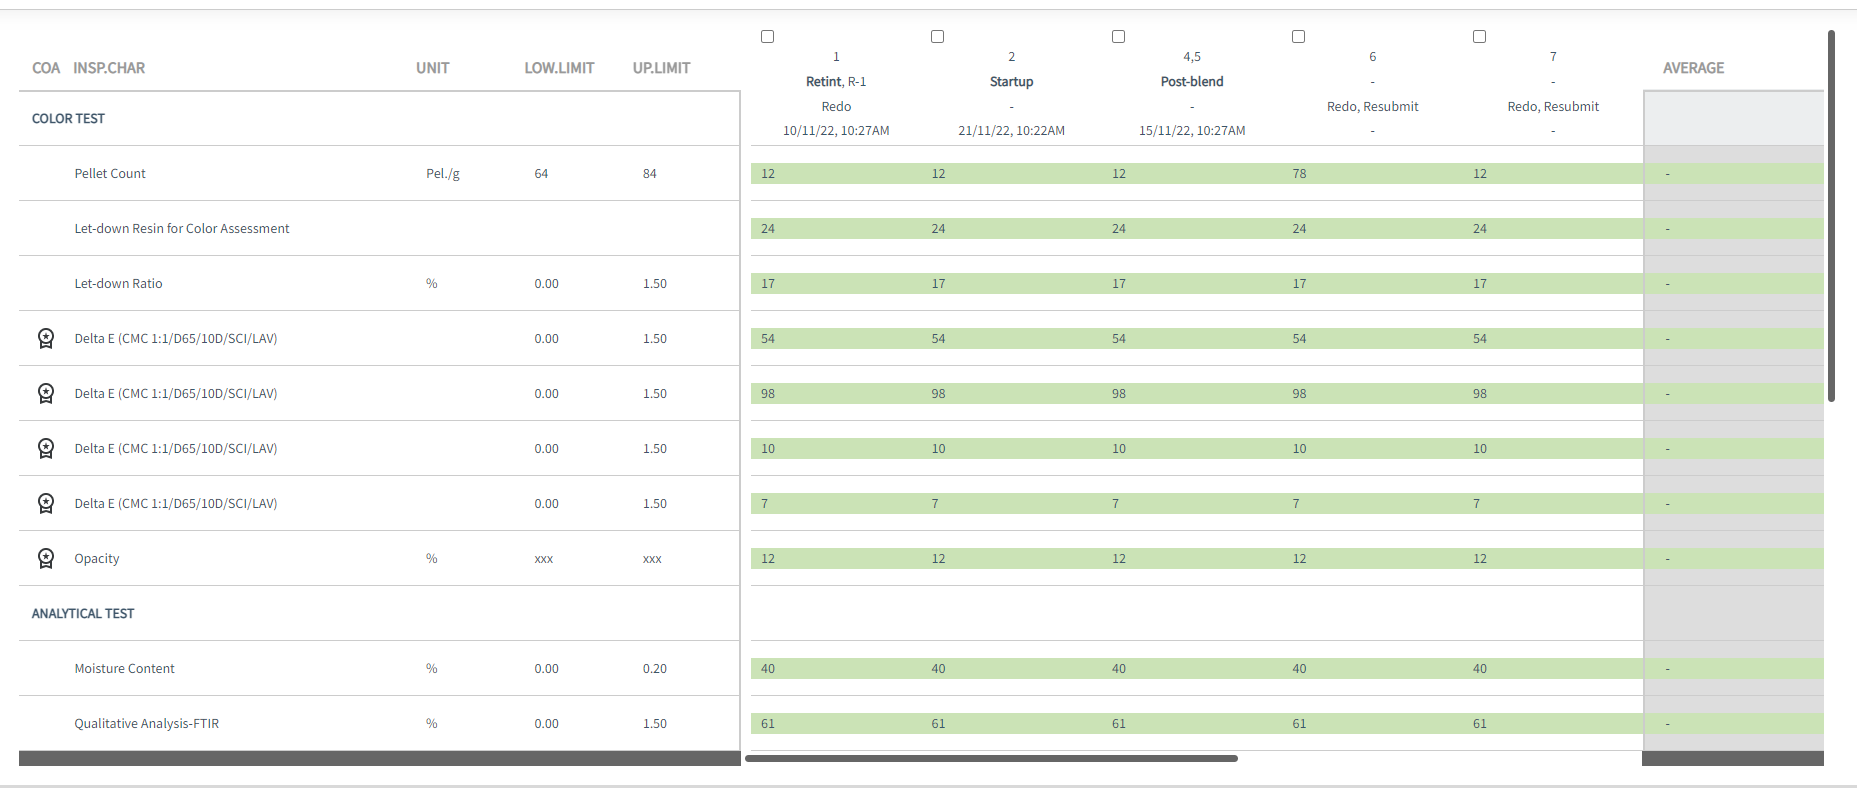 COA INSP.CHAR UNIT LOW.LIMIT UP.LIMIT 1 2 4,5 6 7 AVERAGE
Retint, R-1 Startup Post-blend - -
Redo - - Redo, Resubmit Redo, Resubmit
10/11/22, 10:27AM 21/11/22, 10:22AM 15/11/22, 10:27AM - -
COLOR TEST
Pellet Count Pel./g 64 84 12 12 12 78 12 -
Let-down Resin for Color Assessment 24 24 24 24 24 -
Let-down Ratio % 0.00 1.50 17 17 17 17 17 -
Delta E (CMC 1:1/D65/10D/SCI/LAV) 0.00 1.50 54 54 54 54 54 -
Delta E (CMC 1:1/D65/10D/SCI/LAV) 0.00 1.50 98 98 98 98 98 -
Delta E (CMC 1:1/D65/10D/SCI/LAV) 0.00 1.50 10 10 10 10 10 -
Delta E (CMC 1:1/D65/10D/SCI/LAV) 0.00 1.50 7 7 7 7 7 -
Opacity % xxx xxx 12 12 12 12 12 -
ANALYTICAL TEST
Moisture Content % 0.00 0.20 40 40 40 40 40 -
Qualitative Analysis-FTIR % 0.00 1.50 61 61 61 61 61 -